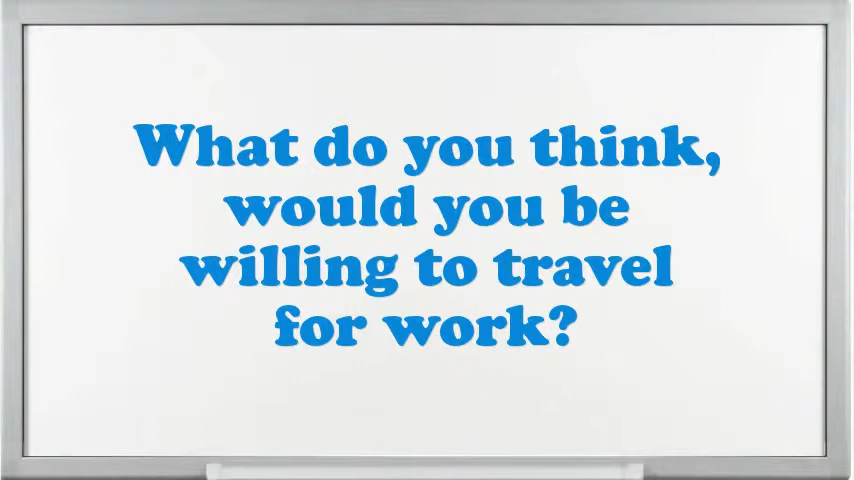 What do you think,
would you be
willing to travel
for work?